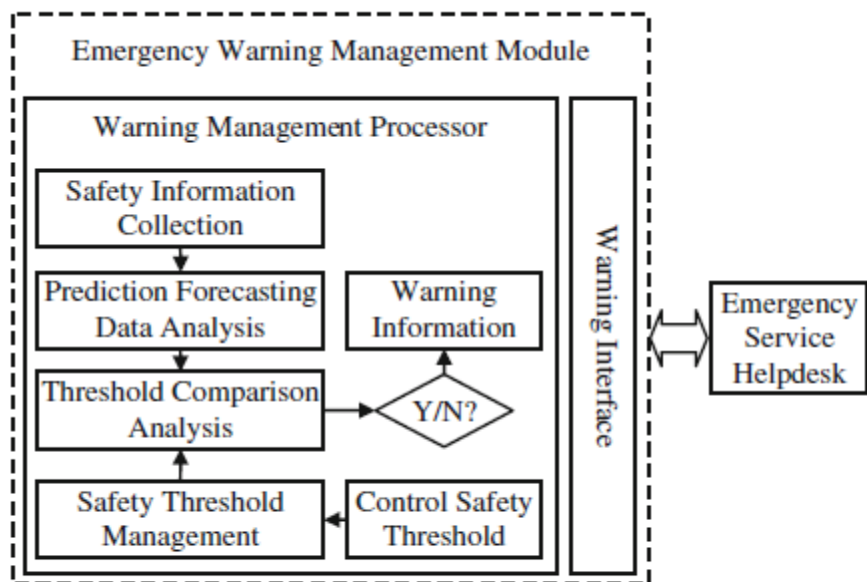 Emergency Warning Management Module
Warning Management Processor
Safety Information
Collection
Prediction Forecasting
Data Analysis
Warning
Information
Threshold Comparison
Analysis
Y/N?
Safety Threshold
Management
Control Safety
Threshold
Warning Interface
Emergency
Service
Helpdesk